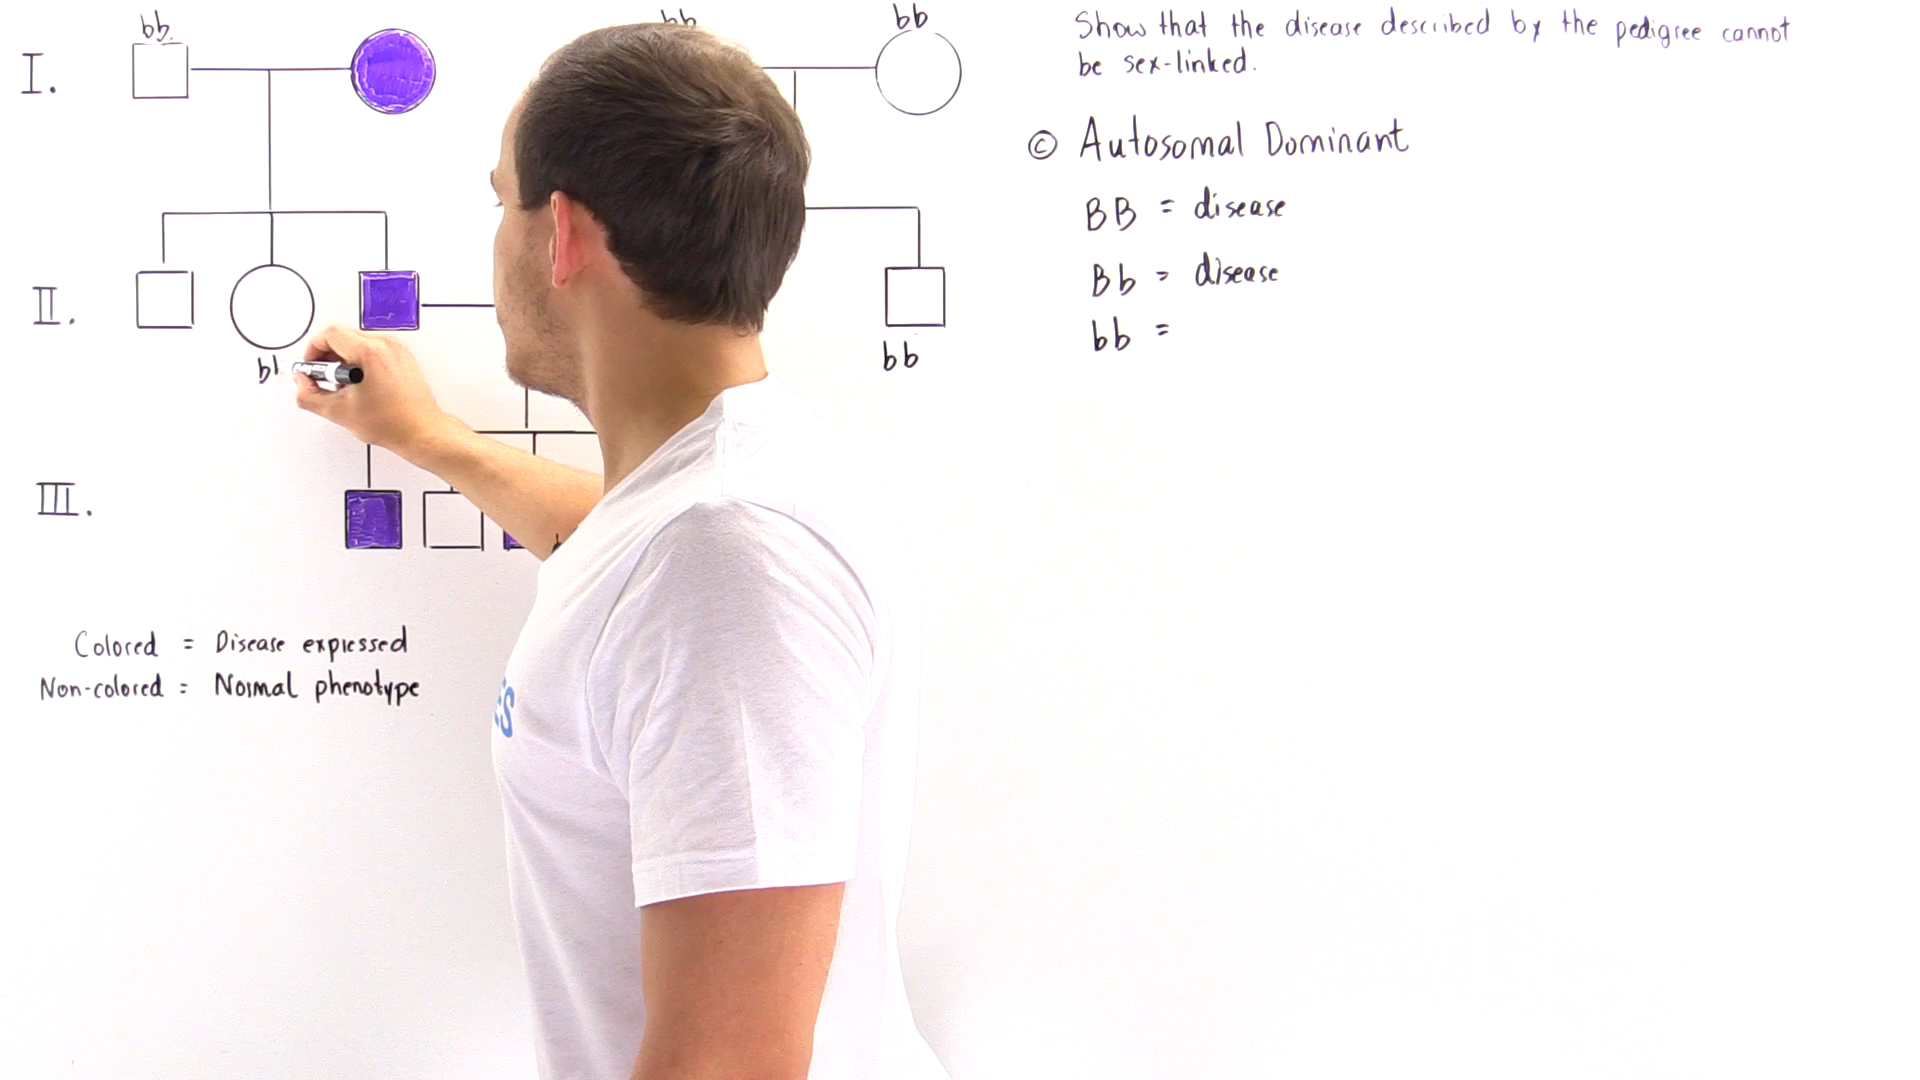 bb
bb
bb
I.
II.
bb
III.
Colored = Disease expressed
Non-colored = Normal phenotype
Show that the disease described by the pedigree cannot
be sex-linked.
© Autosomal Dominant
BB = disease
Bb = disease
bb =